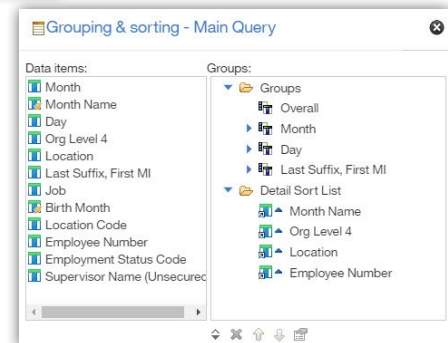 Grouping & sorting - Main Query
Data items:
Month
Month Name
Day
Org Level 4
Location
Last Suffix, First MI
Job
Birth Month
Location Code
Employee Number
Employment Status Code
Supervisor Name (Unsecured
Groups:
Groups
Overall
Month
Day
Last Suffix, First MI
Detail Sort List
Month Name
Org Level 4
Location
Employee Number